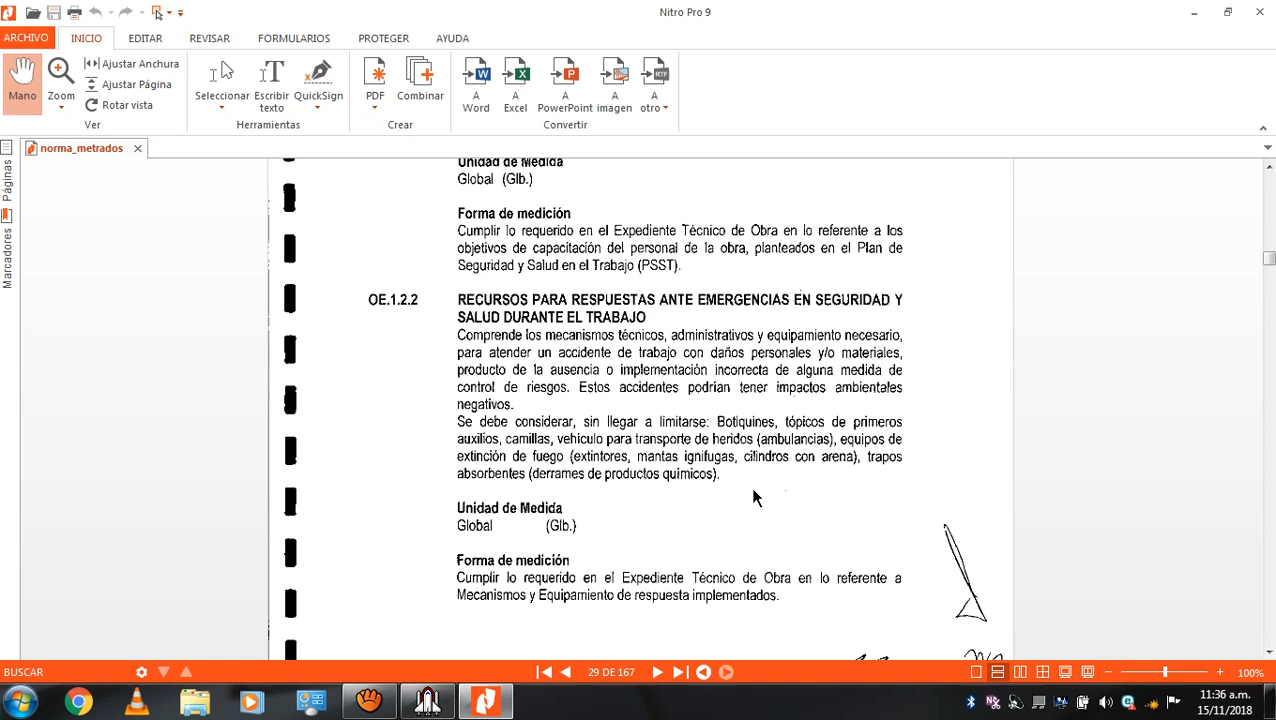 Nitro Pro 9
ARCHIVO INICIO EDITAR REVISAR FORMULARIOS PROTEGER AYUDA
Mano
Zoom
Ajustar Anchura
Ajustar Página
Rotar vista
Ver
Seleccionar
Escribir texto
QuickSign
Herramientas
PDF
Combinar
Crear
A Word
A Excel
A PowerPoint
A imagen
A otro
Convertir
norma_metrados
Páginas
Marcadores
Unidad de Medida
Global (Glb.)
Forma de medición
Cumplir lo requerido en el Expediente Técnico de Obra en lo referente a los
objetivos de capacitación del personal de la obra, planteados en el Plan de
Seguridad y Salud en el Trabajo (PSST).
OE.1.2.2 RECURSOS PARA RESPUESTAS ANTE EMERGENCIAS EN SEGURIDAD Y
SALUD DURANTE EL TRABAJO
Comprende los mecanismos técnicos, administrativos y equipamiento necesario,
para atender un accidente de trabajo con daños personales y/o materiales,
producto de la ausencia o implementación incorrecta de alguna medida de
control de riesgos. Estos accidentes podrían tener impactos ambientales
negativos.
Se debe considerar, sin llegar a limitarse: Botiquines, tópicos de primeros
auxilios, camillas, vehículo para transporte de heridos (ambulancias), equipos de
extinción de fuego (extintores, mantas ignifugas, cilindros con arena), trapos
absorbentes (derrames de productos químicos).
Unidad de Medida
Global (Glb.)
Forma de medición
Cumplir lo requerido en el Expediente Técnico de Obra en lo referente a
Mecanismos y Equipamiento de respuesta implementados.
BUSCAR
29 DE 167
100%
11:36 a.m.
15/11/2018